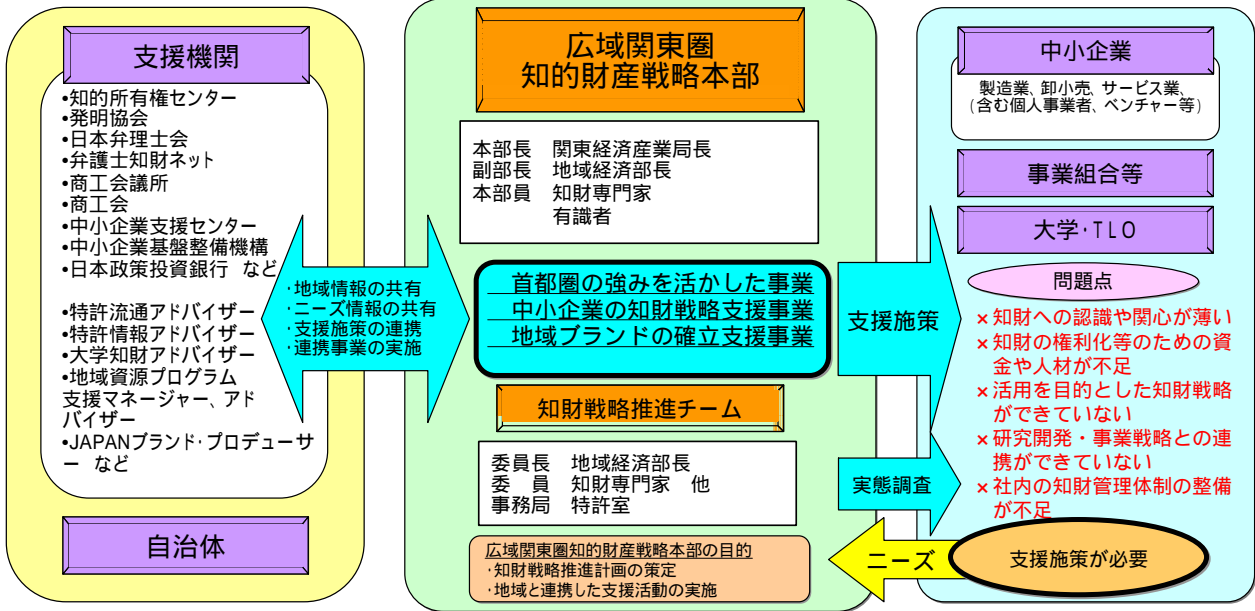 支援機関
•知的所有権センター
•発明協会
•日本弁理士会
•弁護士知財ネット
•商工会議所
•商工会
•中小企業支援センター
•中小企業基盤整備機構
•日本政策投資銀行 など
•特許流通アドバイザー
•特許情報アドバイザー
•大学知財アドバイザー
•地域資源プログラム
支援マネージャー、アド
バイザー
•JAPANブランド・プロデューサ
ー など
自治体
・地域情報の共有
・ニーズ情報の共有
・支援施策の連携
・連携事業の実施
広域関東圏
知的財産戦略本部
本部長 関東経済産業局長
副部長 地域経済部長
本部員 知財専門家
有識者
首都圏の強みを活かした事業
中小企業の知財戦略支援事業
地域ブランドの確立支援事業
知財戦略推進チーム
委員長 地域経済部長
委 員 知財専門家 他
事務局 特許室
広域関東圏知的財産戦略本部の目的
・知財戦略推進計画の策定
・地域と連携した支援活動の実施
支援施策
実態調査
ニーズ
中小企業
製造業、卸小売、サービス業、
(含む個人事業者、ベンチャー等)
事業組合等
大学・TLO
問題点
×知財への認識や関心が薄い
×知財の権利化等のための資
金や人材が不足
×活用を目的とした知財戦略
ができていない
×研究開発・事業戦略との連
携ができていない
×社内の知財管理体制の整備
が不足
支援施策が必要